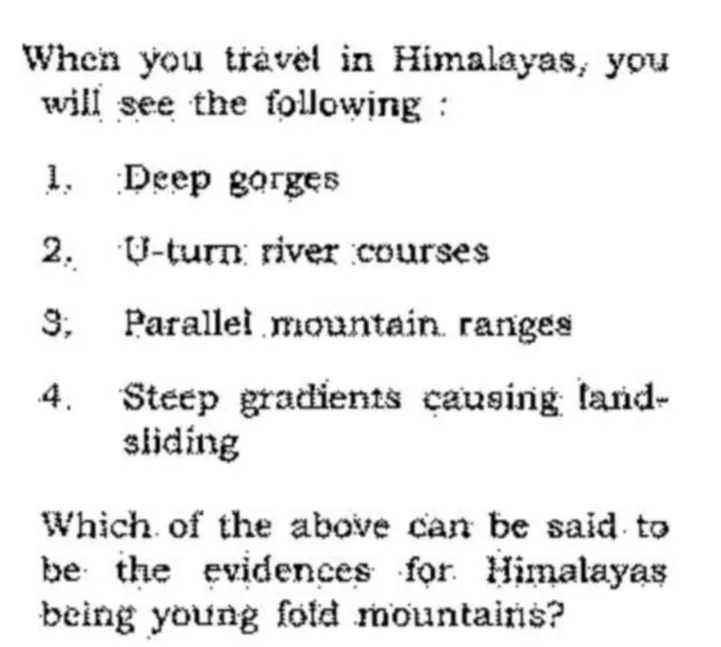 When you travel in Himalayas, you
will see the following :
1. Deep gorges
2. U-turn river courses
3. Parallel mountain ranges
4. Steep gradients causing land-
sliding
Which of the above can be said to
be the evidences for Himalayas
being young fold mountains?